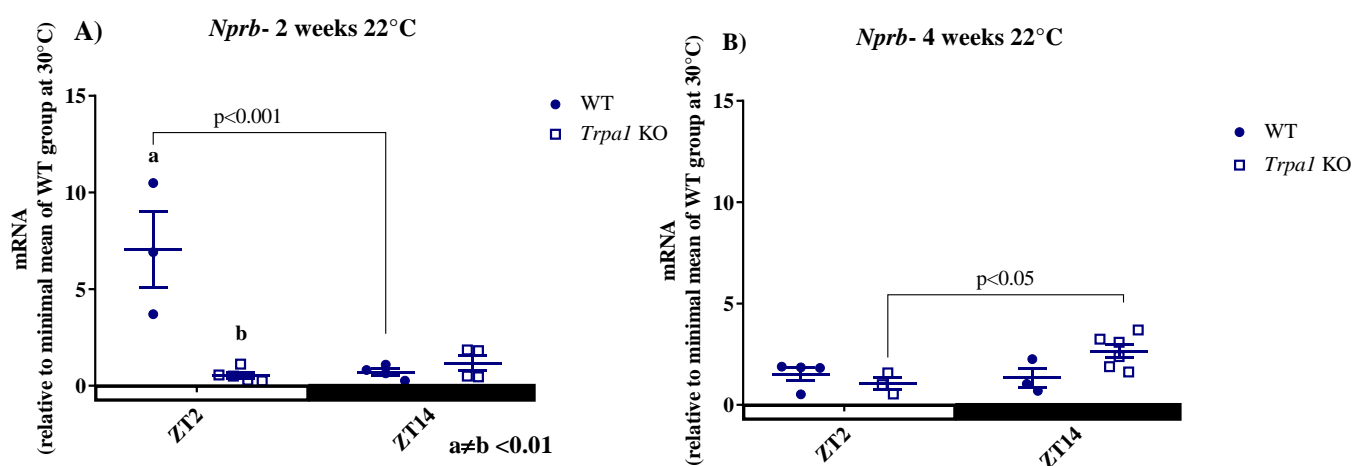 A)
Nprb- 2 weeks 22°C
mRNA
(relative to minimal mean of WT group at 30°C)
15
10
5
0
p<0.001
a
b
WT
Trpa1 KO
ZT2
ZT14
a≠b <0.01
B)
Nprb- 4 weeks 22°C
mRNA
(relative to minimal mean of WT group at 30°C)
15
10
5
0
p<0.05
WT
Trpa1 KO
ZT2
ZT14